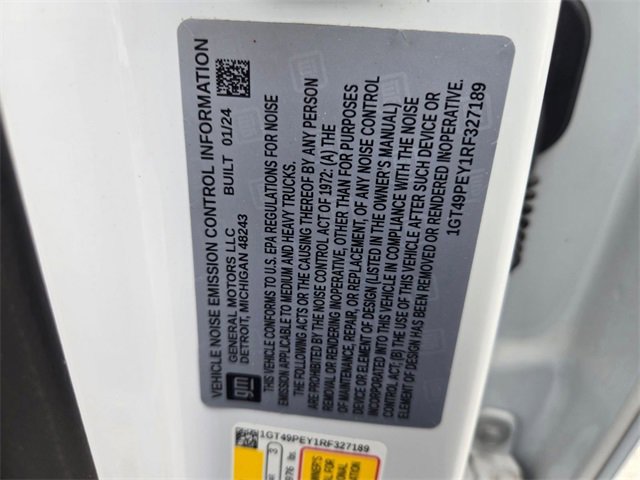 VEHICLE NOISE EMISSION CONTROL INFORMATION
gm
GENERAL MOTORS LLC
DETROIT, MICHIGAN 48243
BUILT 01/24
THIS VEHICLE CONFORMS TO U.S. EPA REGULATIONS FOR NOISE
EMISSION APPLICABLE TO MEDIUM AND HEAVY TRUCKS.
THE FOLLOWING ACTS OR THE CAUSING THEREOF BY ANY PERSON
ARE PROHIBITED BY THE NOISE CONTROL ACT OF 1972: (A) THE
REMOVAL OR RENDERING INOPERATIVE, OTHER THAN FOR PURPOSES
OF MAINTENANCE, REPAIR, OR REPLACEMENT, OF ANY NOISE CONTROL
DEVICE OR ELEMENT OF DESIGN (LISTED IN THE OWNER'S MANUAL)
INCORPORATED INTO THIS VEHICLE IN COMPLIANCE WITH THE NOISE
CONTROL ACT; (B) THE USE OF THIS VEHICLE AFTER SUCH DEVICE OR
ELEMENT OF DESIGN HAS BEEN REMOVED OR RENDERED INOPERATIVE.
1GT49PEY1RF327189
1GT49PEY1RF327189
3